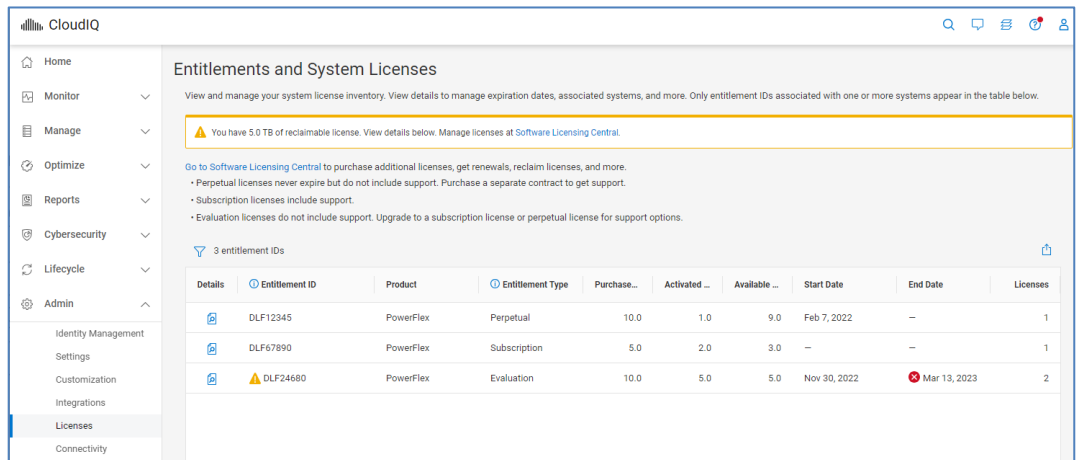 CloudIQ
Home
Monitor
Manage
Optimize
Reports
Cybersecurity
Lifecycle
Admin
Identity Management
Settings
Customization
Integrations
Licenses
Connectivity
Entitlements and System Licenses
View and manage your system license inventory. View details to manage expiration dates, associated systems, and more. Only entitlement IDs associated with one or more systems appear in the table below.
You have 5.0 TB of reclaimable license. View details below. Manage licenses at Software Licensing Central.
Go to Software Licensing Central to purchase additional licenses, get renewals, reclaim licenses, and more.
• Perpetual licenses never expire but do not include support. Purchase a separate contract to get support.
• Subscription licenses include support.
• Evaluation licenses do not include support. Upgrade to a subscription license or perpetual license for support options.
3 entitlement IDs
Details Entitlement ID Product Entitlement Type Purchase... Activated ... Available ... Start Date End Date Licenses
DLF12345 PowerFlex Perpetual 10.0 1.0 9.0 Feb 7, 2022 – 1
DLF67890 PowerFlex Subscription 5.0 2.0 3.0 – – 1
DLF24680 PowerFlex Evaluation 10.0 5.0 5.0 Nov 30, 2022 Mar 13, 2023 2